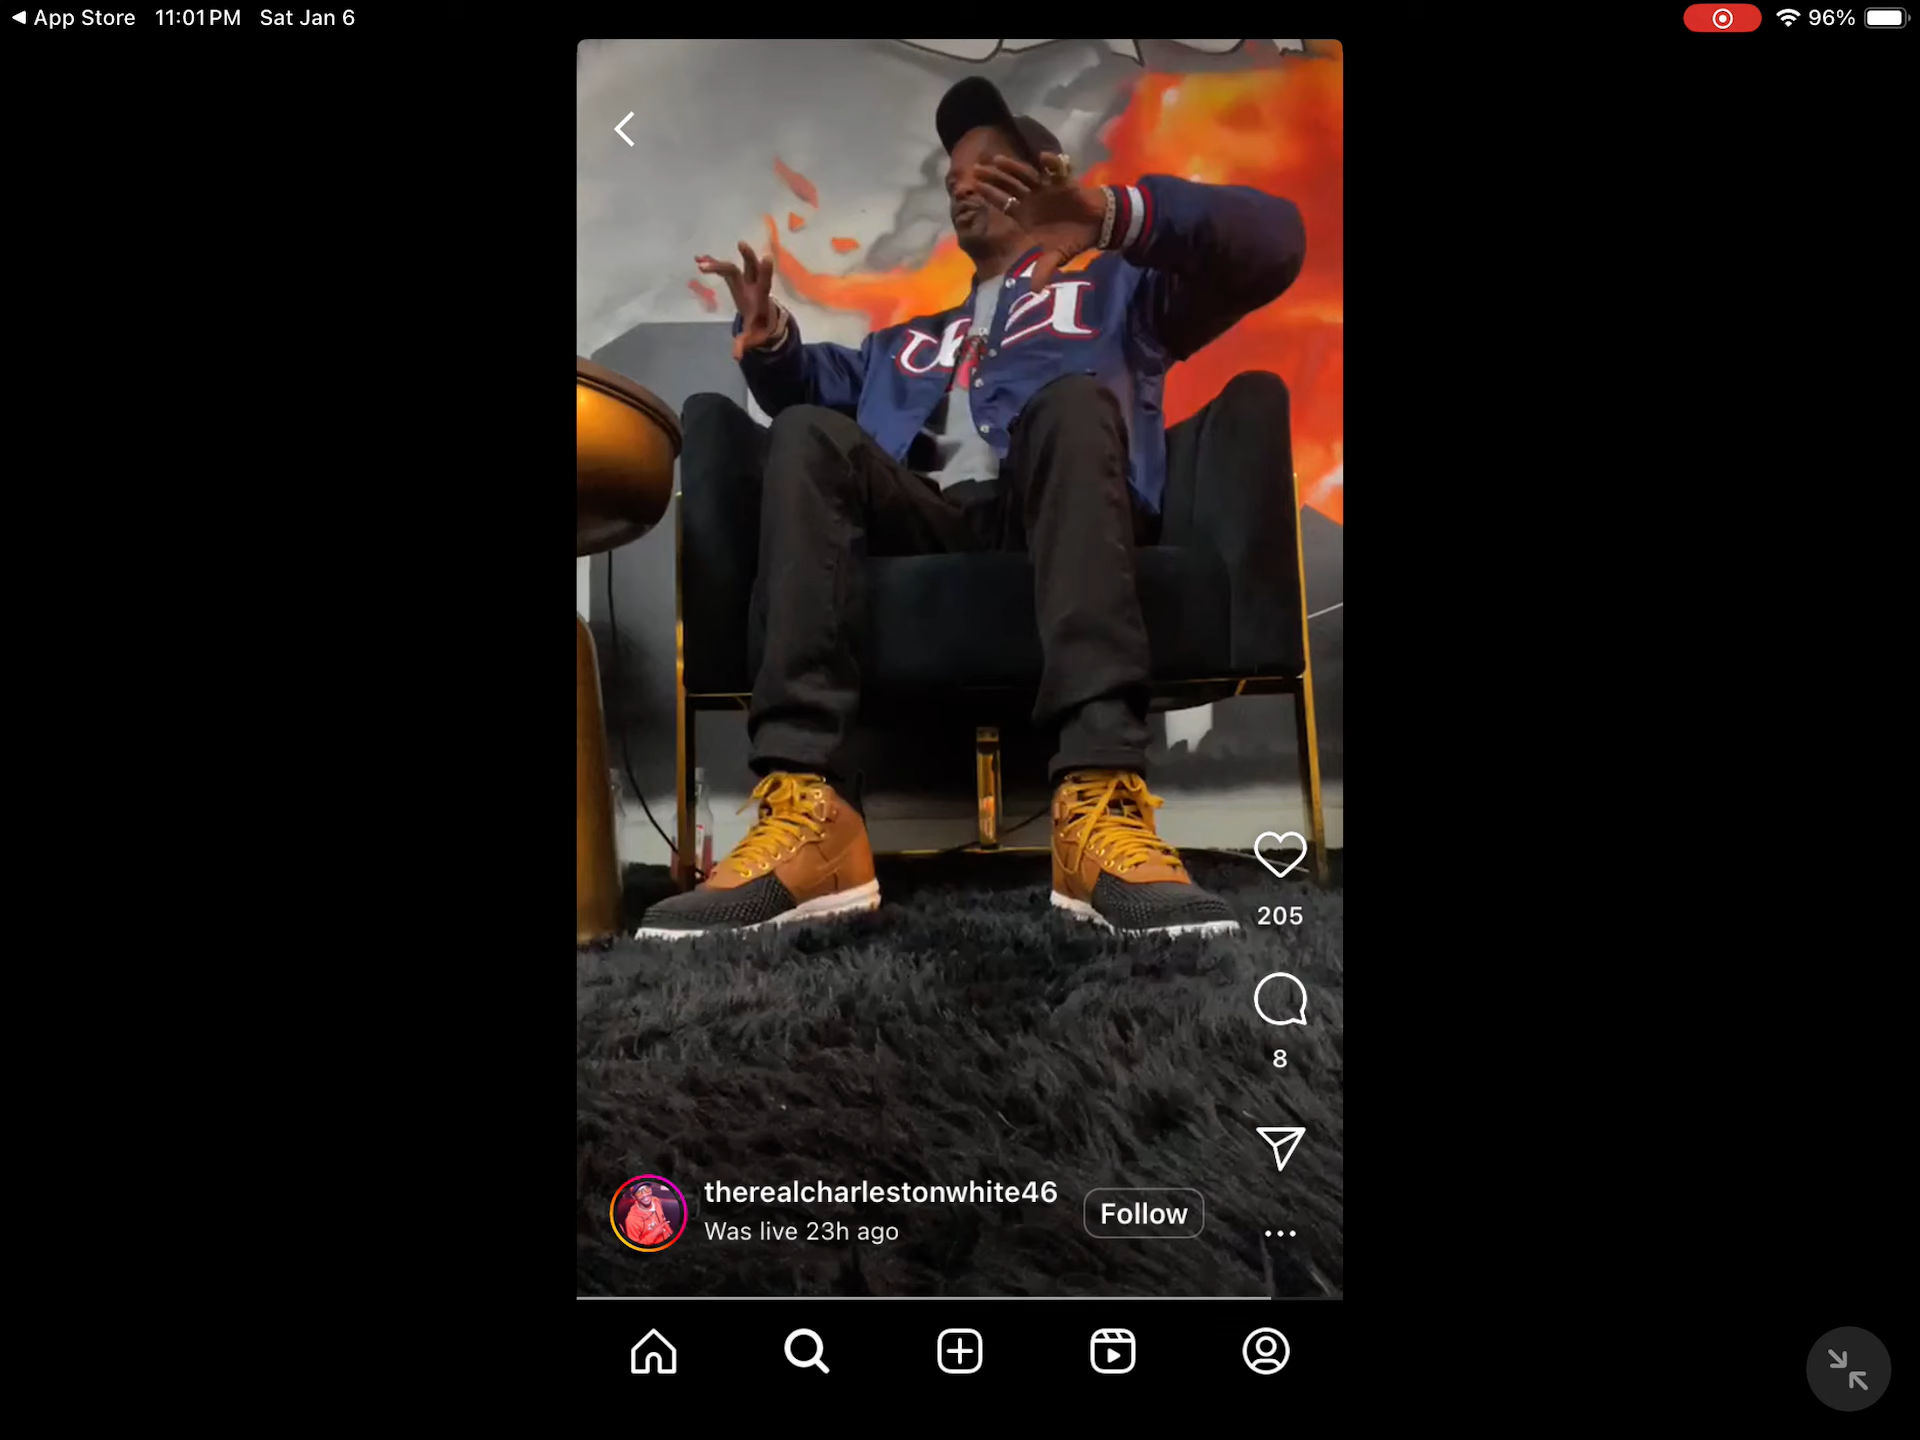 App Store 11:01 PM Sat Jan 6
96%
205
8
therealcharlestonwhite46
Follow
Was live 23h ago